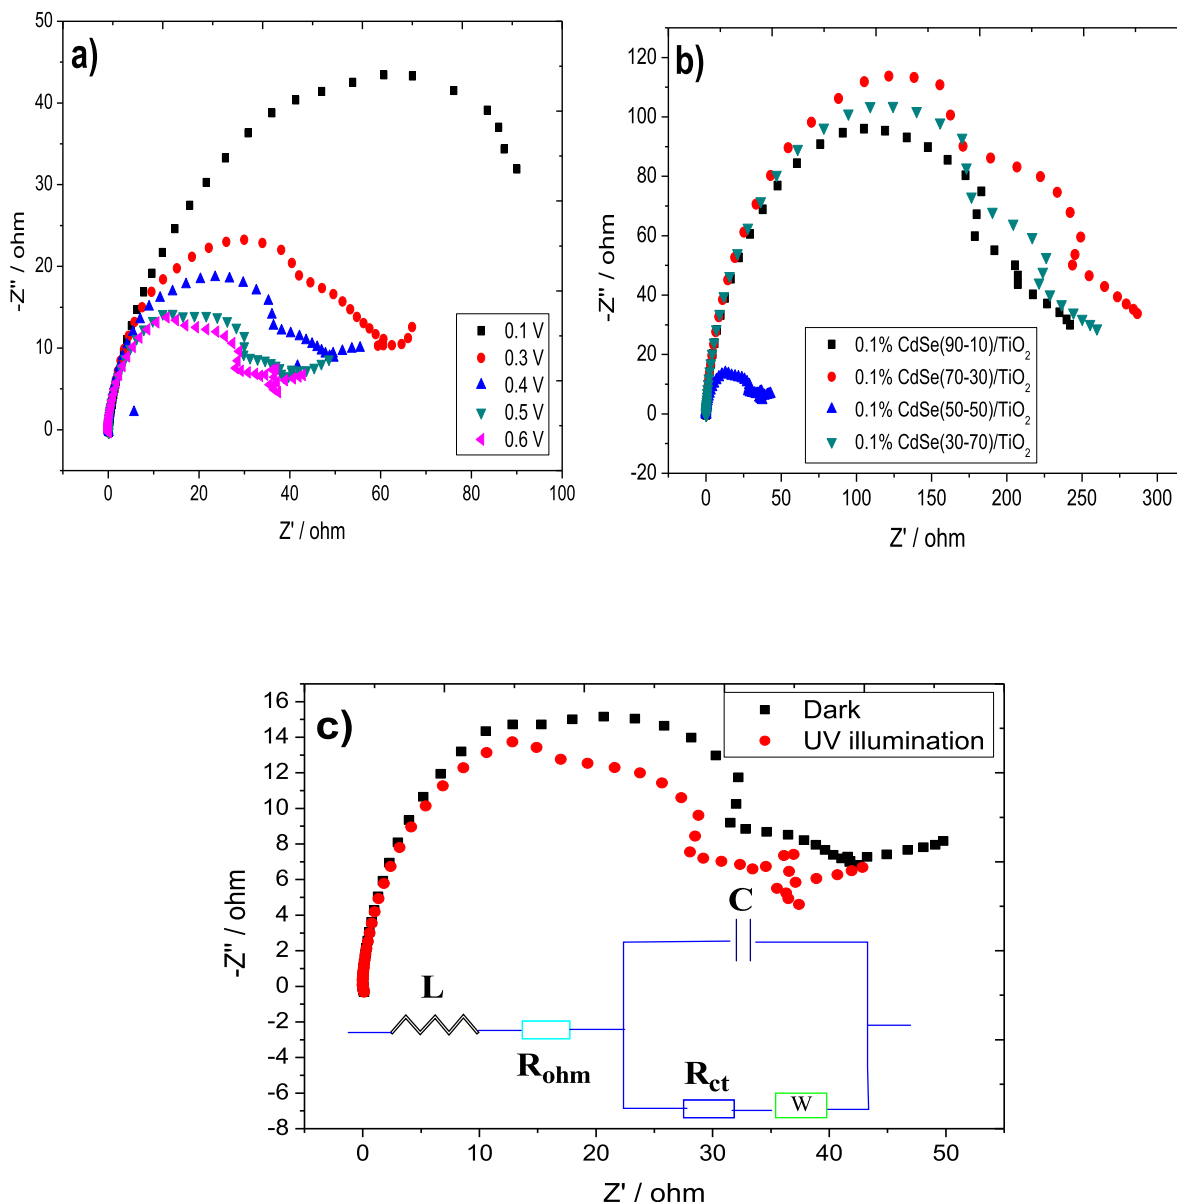 a)
-Z'' / ohm
50
40
30
20
10
0
0 20 40 60 80 100
Z' / ohm
0.1 V
0.3 V
0.4 V
0.5 V
0.6 V
b)
-Z'' / ohm
120
100
80
60
40
20
0
-20
0 50 100 150 200 250 300
Z' / ohm
0.1% CdSe(90-10)/TiO2
0.1% CdSe(70-30)/TiO2
0.1% CdSe(50-50)/TiO2
0.1% CdSe(30-70)/TiO2
c)
-Z'' / ohm
16
14
12
10
8
6
4
2
0
-2
-4
-6
-8
0 10 20 30 40 50
Z' / ohm
Dark
UV illumination
C
L
Rohm
Rct
W